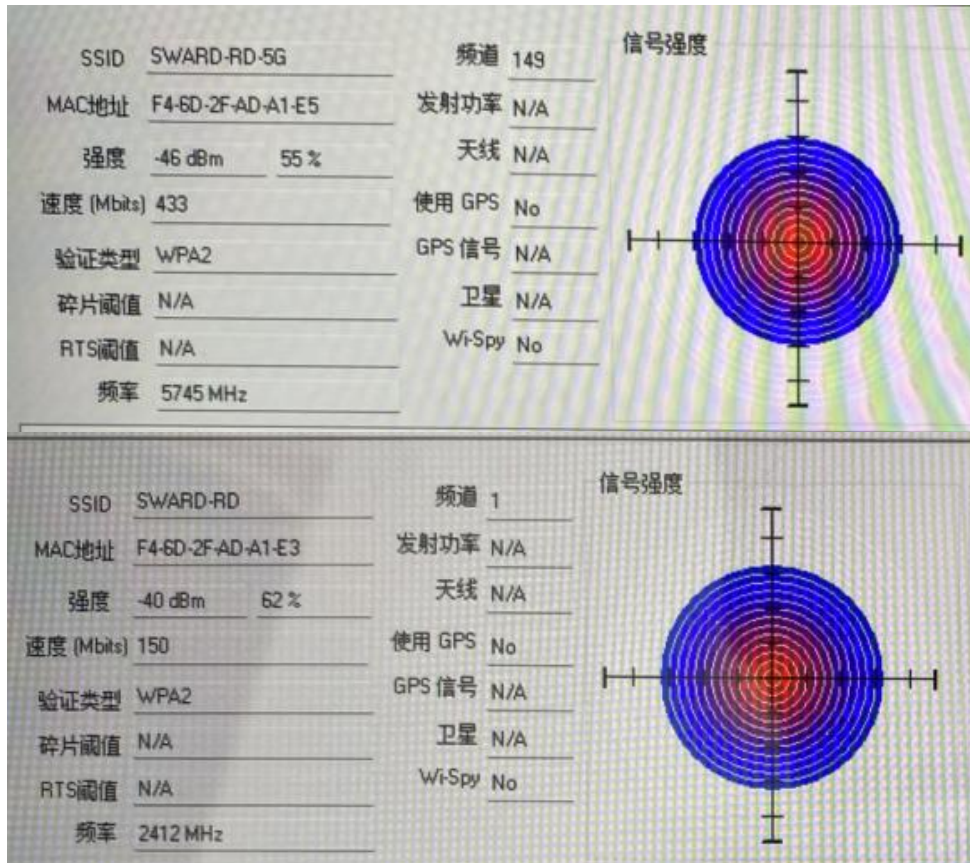 SSID SWARD-RD-5G 频道 149 信号强度
MAC地址 F4-6D-2F-AD-A1-E5 发射功率 N/A
强度 -46 dBm 55 % 天线 N/A
速度 (Mbits) 433 使用 GPS No
验证类型 WPA2 GPS 信号 N/A
碎片阈值 N/A 卫星 N/A
RTS阈值 N/A Wi-Spy No
频率 5745 MHz
SSID SWARD-RD 频道 1 信号强度
MAC地址 F4-6D-2F-AD-A1-E3 发射功率 N/A
强度 -40 dBm 62 % 天线 N/A
速度 (Mbits) 150 使用 GPS No
验证类型 WPA2 GPS 信号 N/A
碎片阈值 N/A 卫星 N/A
RTS阈值 N/A Wi-Spy No
频率 2412 MHz